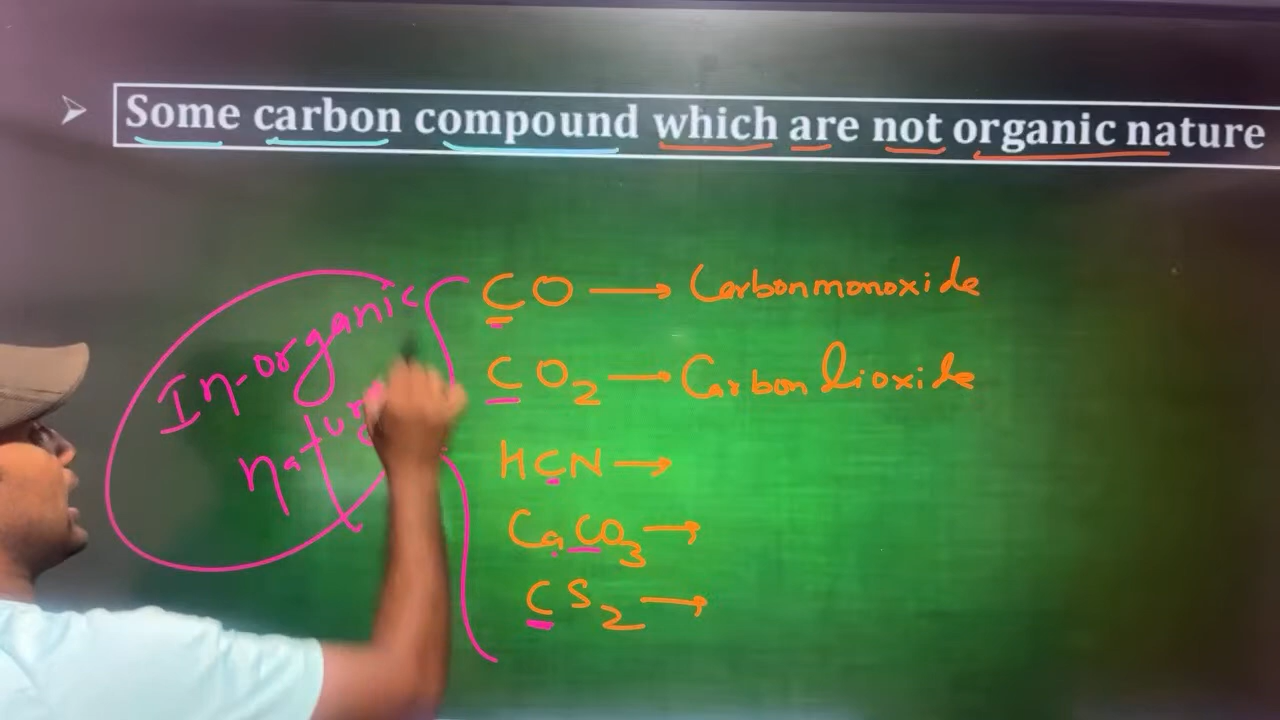 ➢ Some carbon compound which are not organic nature
In-organic
nature
CO → Carbonmonoxide
CO2 → Carbon dioxide
HCN →
CaCO3 →
CS2 →